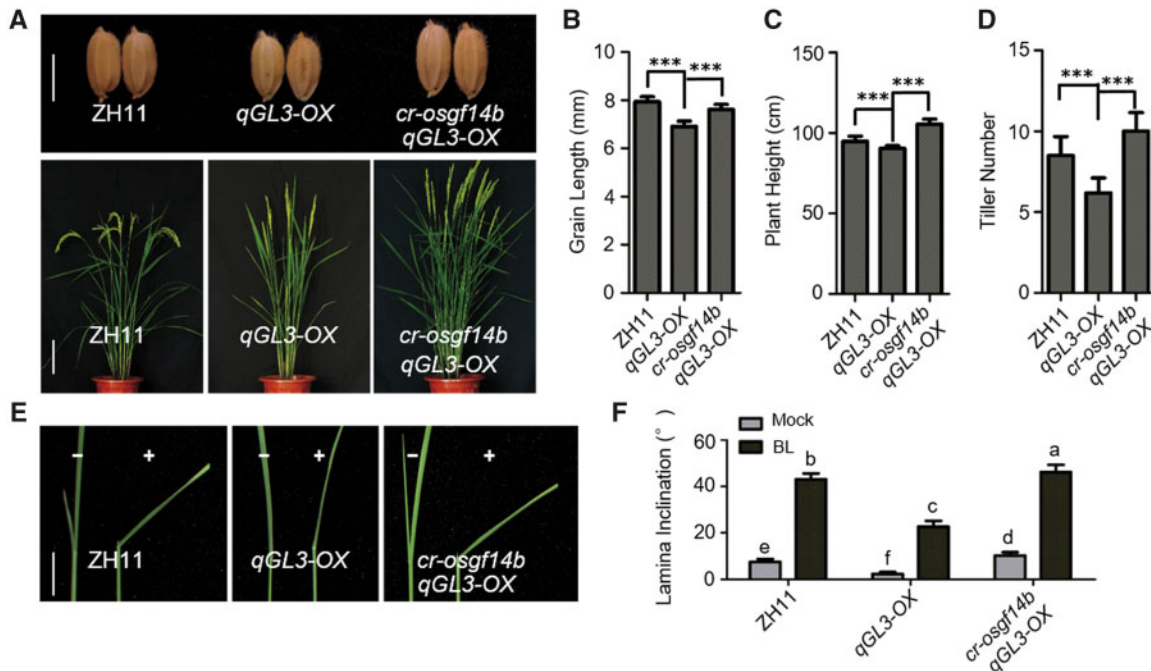 A
ZH11
qGL3-OX
cr-osgf14b
qGL3-OX
ZH11
qGL3-OX
cr-osgf14b
qGL3-OX
B
Grain Length (mm)
10
8
6
4
2
0
***
***
ZH11
qGL3-OX
cr-osgf14b
qGL3-OX
C
Plant Height (cm)
150
100
50
0
***
***
ZH11
qGL3-OX
cr-osgf14b
qGL3-OX
D
Tiller Number
15
10
5
0
***
***
ZH11
qGL3-OX
cr-osgf14b
qGL3-OX
E
- +
ZH11
- +
qGL3-OX
- +
cr-osgf14b
qGL3-OX
F
Lamina Inclination (°)
Mock
BL
60
40
20
0
e b
f c
d a
ZH11
qGL3-OX
cr-osgf14b
qGL3-OX